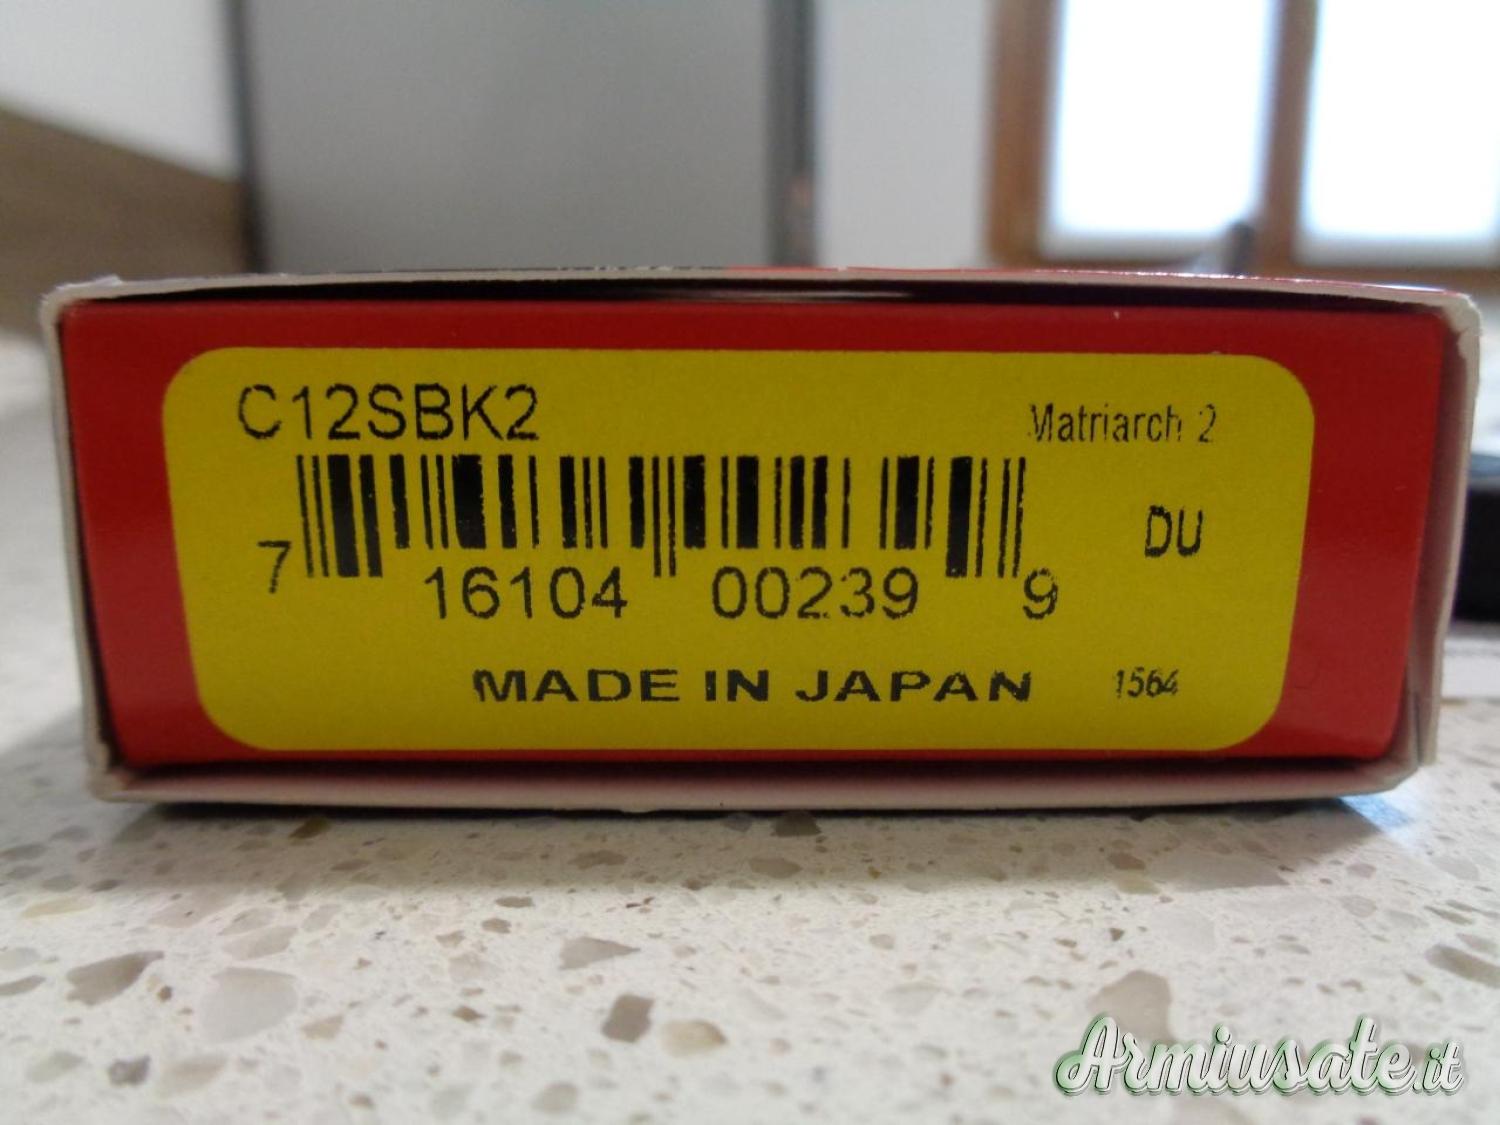 C12SBK2
Matriarch 2
DU
7 16104 00239 9
MADE IN JAPAN 1564
Armiusate.it